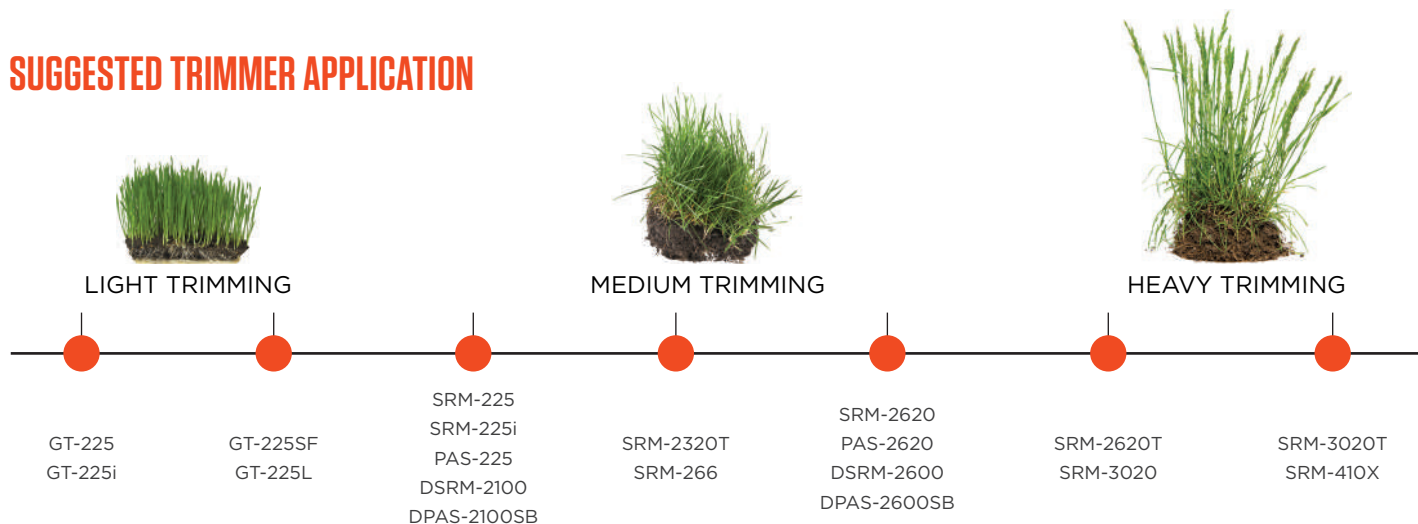 SUGGESTED TRIMMER APPLICATION
LIGHT TRIMMING
MEDIUM TRIMMING
HEAVY TRIMMING
GT-225
GT-225i
GT-225SF
GT-225L
SRM-225
SRM-225i
PAS-225
DSRM-2100
DPAS-2100SB
SRM-2320T
SRM-266
SRM-2620
PAS-2620
DSRM-2600
DPAS-2600SB
SRM-2620T
SRM-3020
SRM-3020T
SRM-410X